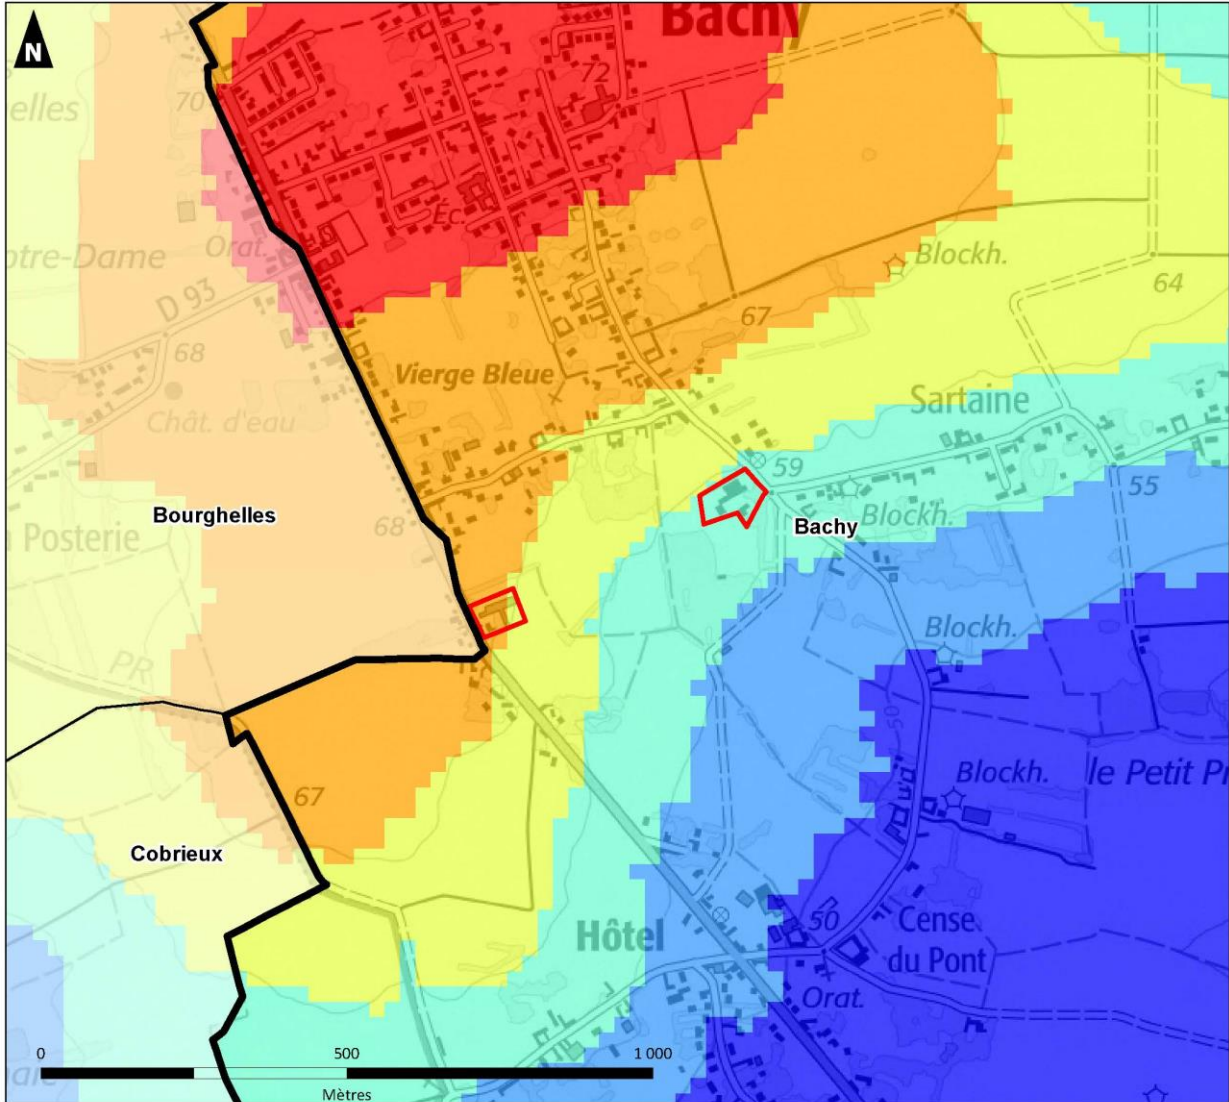 N
Bachy
72
70
elles
Éc.
Orat.
otre-Dame
Blockh.
D 93
64
67
68
Vierge Bleue
Sartaine
Chât. d'eau
59
55
Bourghelles
68
Posterie
Blockh.
Bachy
Blockh.
PR
Blockh.
le Petit P
67
Cobrieux
50
Hôtel
Cense
du Pont
Orat.
0
500
1 000
Mètres